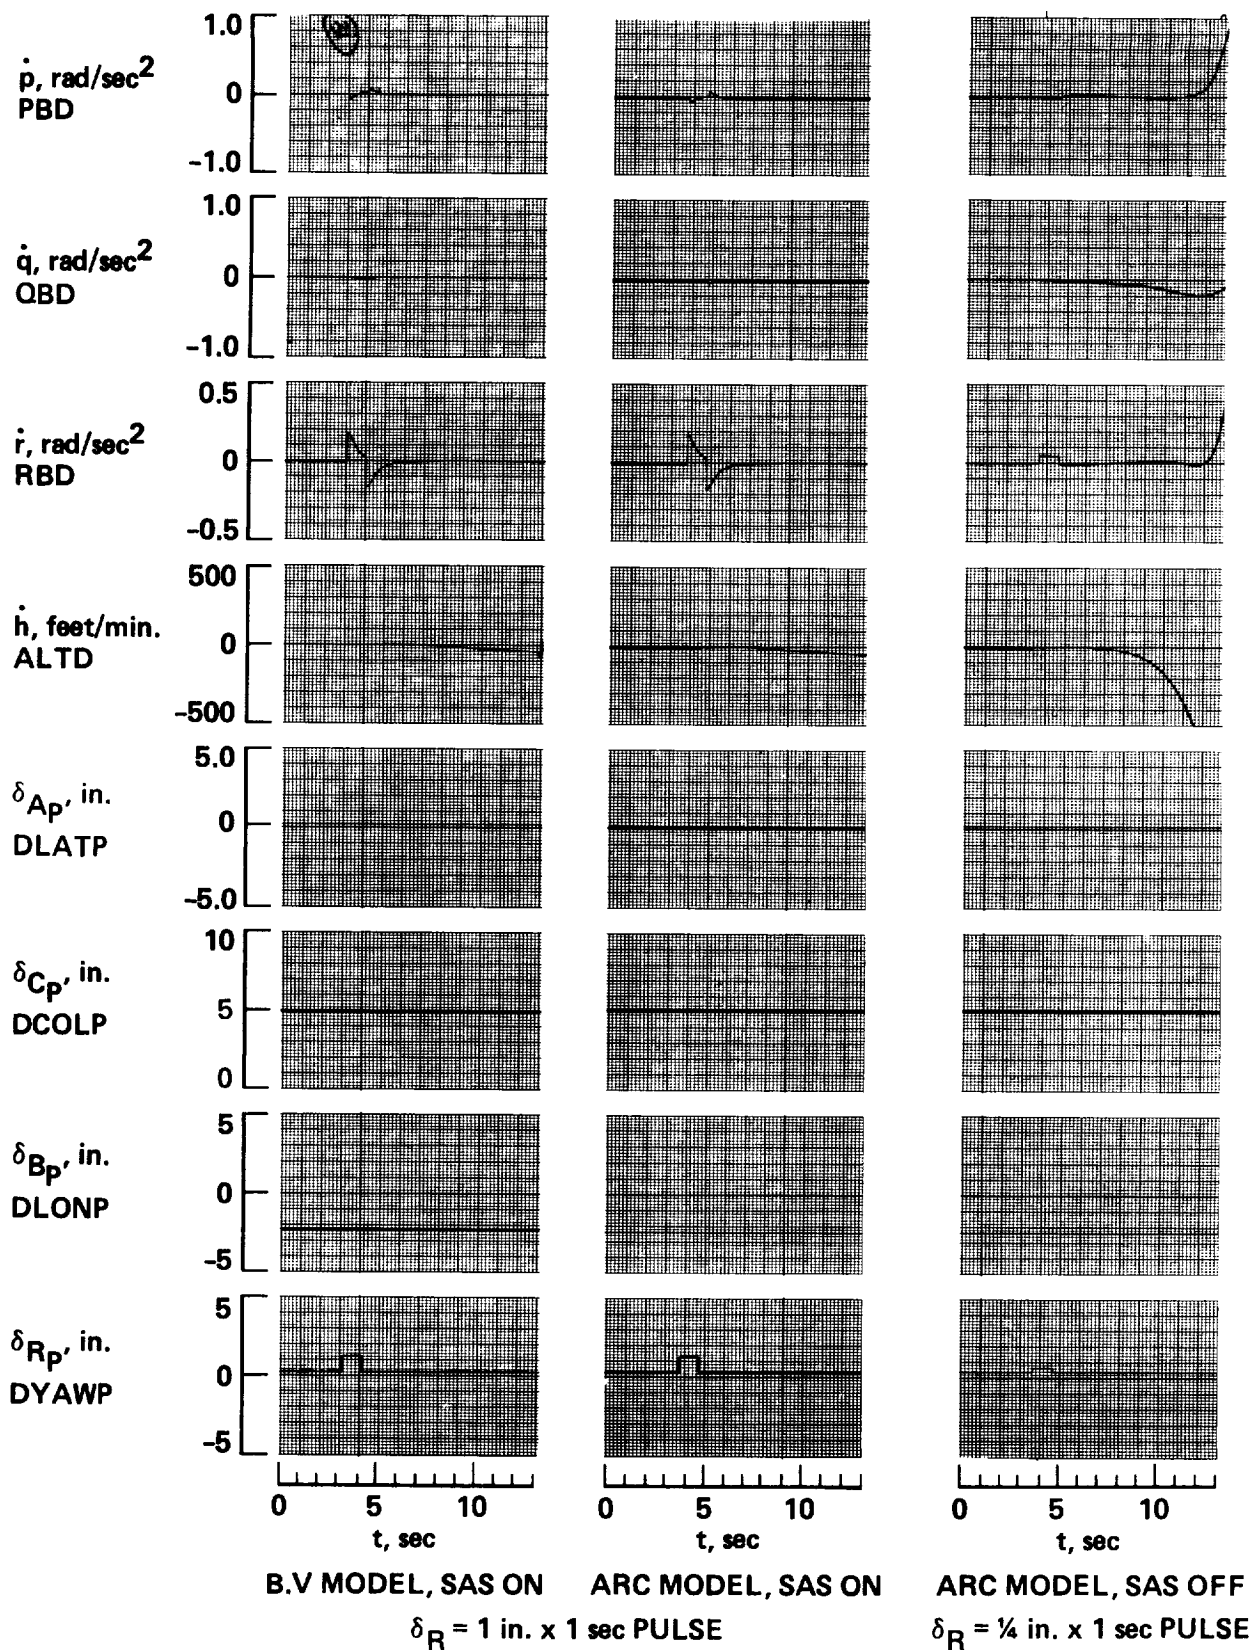 1.0
ṗ, rad/sec2
PBD
0
-1.0
1.0
q̇, rad/sec2
QBD
0
-1.0
0.5
ṙ, rad/sec2
RBD
0
-0.5
500
ḣ, feet/min.
ALTD
0
-500
5.0
δAP, in.
DLATP
0
-5.0
10
δCP, in.
DCOLP
5
0
5
δBP, in.
DLONP
0
-5
5
δRP, in.
DYAWP
0
-5
0 5 10
t, sec
0 5 10
t, sec
0 5 10
t, sec
B.V MODEL, SAS ON
ARC MODEL, SAS ON
ARC MODEL, SAS OFF
δR = 1 in. x 1 sec PULSE
δR = ¼ in. x 1 sec PULSE